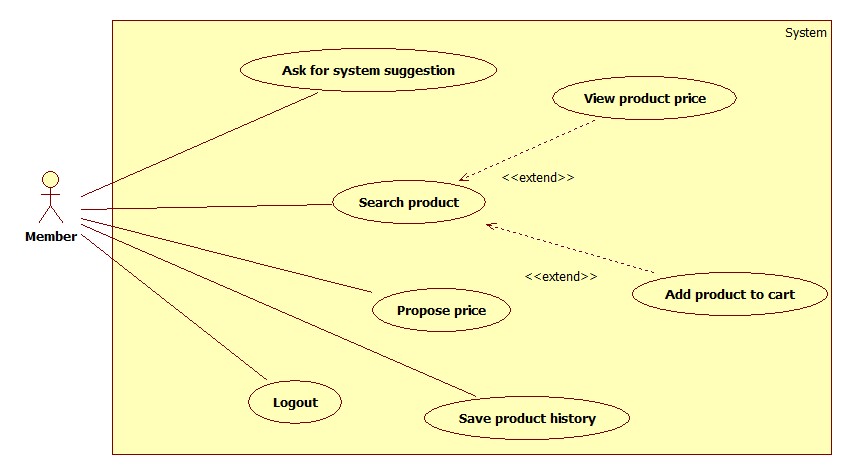 System
Ask for system suggestion
View product price
<<extend>>
Search product
Member
<<extend>>
Add product to cart
Propose price
Logout
Save product history